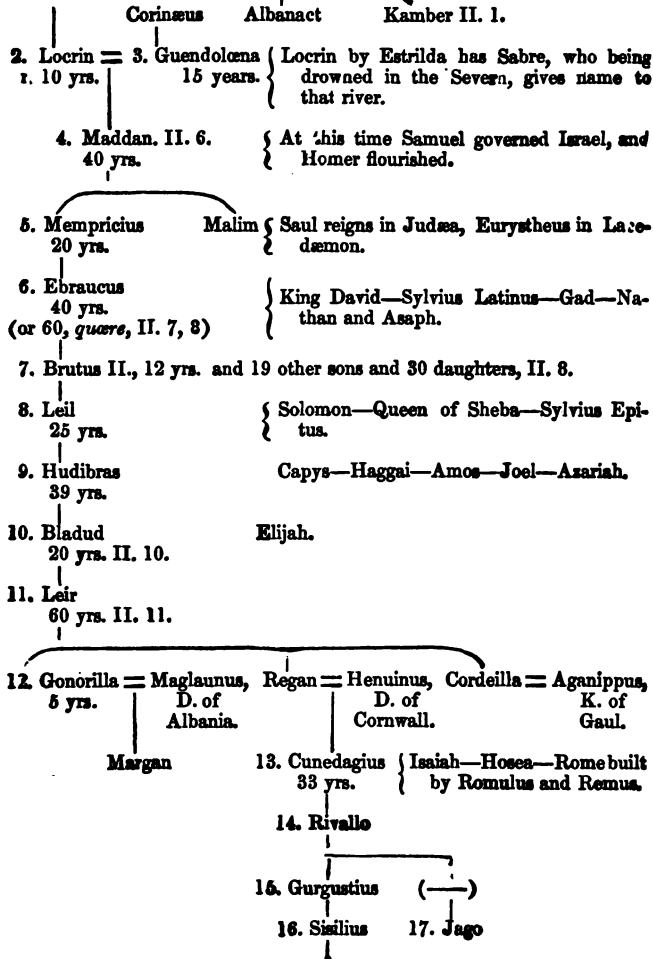 Corinæus Albanact Kamber II. 1.
2. Locrin = 3. Guendolœna { Locrin by Estrilda has Sabre, who being
r. 10 yrs. 15 years. drowned in the Severn, gives name to
that river.
4. Maddan. II. 6. { At this time Samuel governed Israel, and
40 yrs. Homer flourished.
5. Mempricius Malim { Saul reigns in Judæa, Eurystheus in Lace-
20 yrs. dæmon.
6. Ebraucus
40 yrs. { King David—Sylvius Latinus—Gad—Na-
(or 60, quære, II. 7, 8) than and Asaph.
7. Brutus II., 12 yrs. and 19 other sons and 30 daughters, II. 8.
8. Leil { Solomon—Queen of Sheba—Sylvius Epi-
25 yrs. tus.
9. Hudibras Capys—Haggai—Amos—Joel—Azariah.
39 yrs.
10. Bladud Elijah.
20 yrs. II. 10.
11. Leir
60 yrs. II. 11.
12. Gonorilla = Maglaunus, Regan = Henuinus, Cordeilla = Aganippus,
5 yrs. D. of D. of K. of
Albania. Cornwall. Gaul.
Margan 13. Cunedagius { Isaiah—Hosea—Rome built
33 yrs. by Romulus and Remus.
14. Rivallo
15. Gurgustius (——)
16. Sisilius 17. Jago